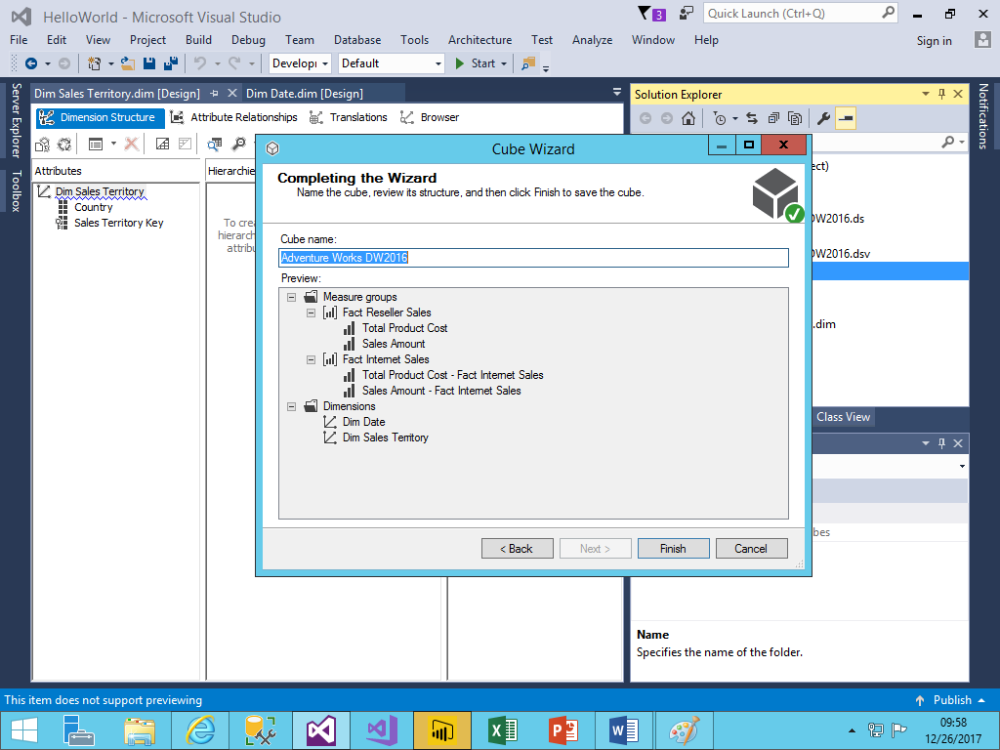 HelloWorld - Microsoft Visual Studio
3
Quick Launch (Ctrl+Q)
File Edit View Project Build Debug Team Database Tools Architecture Test Analyze Window Help
Sign in
Default
Start
Server Explorer
Toolbox
Dim Sales Territory.dim [Design]
Dim Date.dim [Design]
Dimension Structure
Attribute Relationships
Translations
Browser
Attributes
Dim Sales Territory
Country
Sales Territory Key
Hierarchie
To crea
hierarch
attribu
Cube Wizard
Completing the Wizard
Name the cube, review its structure, and then click Finish to save the cube.
Cube name:
Adventure Works DW2016
Preview:
Measure groups
Fact Reseller Sales
Total Product Cost
Sales Amount
Fact Internet Sales
Total Product Cost - Fact Internet Sales
Sales Amount - Fact Internet Sales
Dimensions
Dim Date
Dim Sales Territory
< Back
Next >
Finish
Cancel
Solution Explorer
ect)
DW2016.ds
DW2016.dsv
.dim
Class View
bes
Name
Specifies the name of the folder.
Notifications
This item does not support previewing
Publish
09:58
12/26/2017